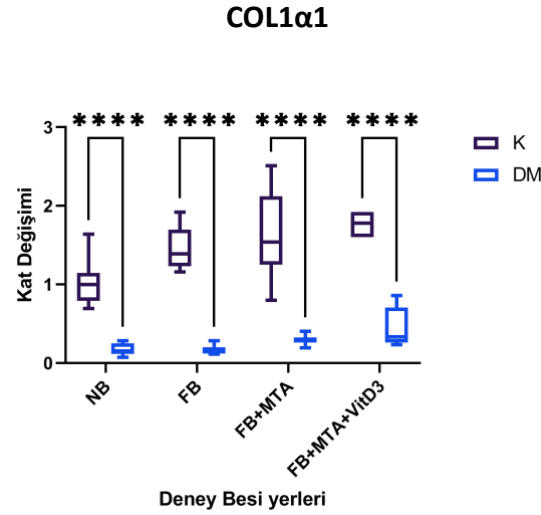 COL1α1
**** **** **** ****
3
2
1
0
Kat Değişimi
K
DM
NB
FB
FB+MTA
FB+MTA+VitD3
Deney Besi yerleri